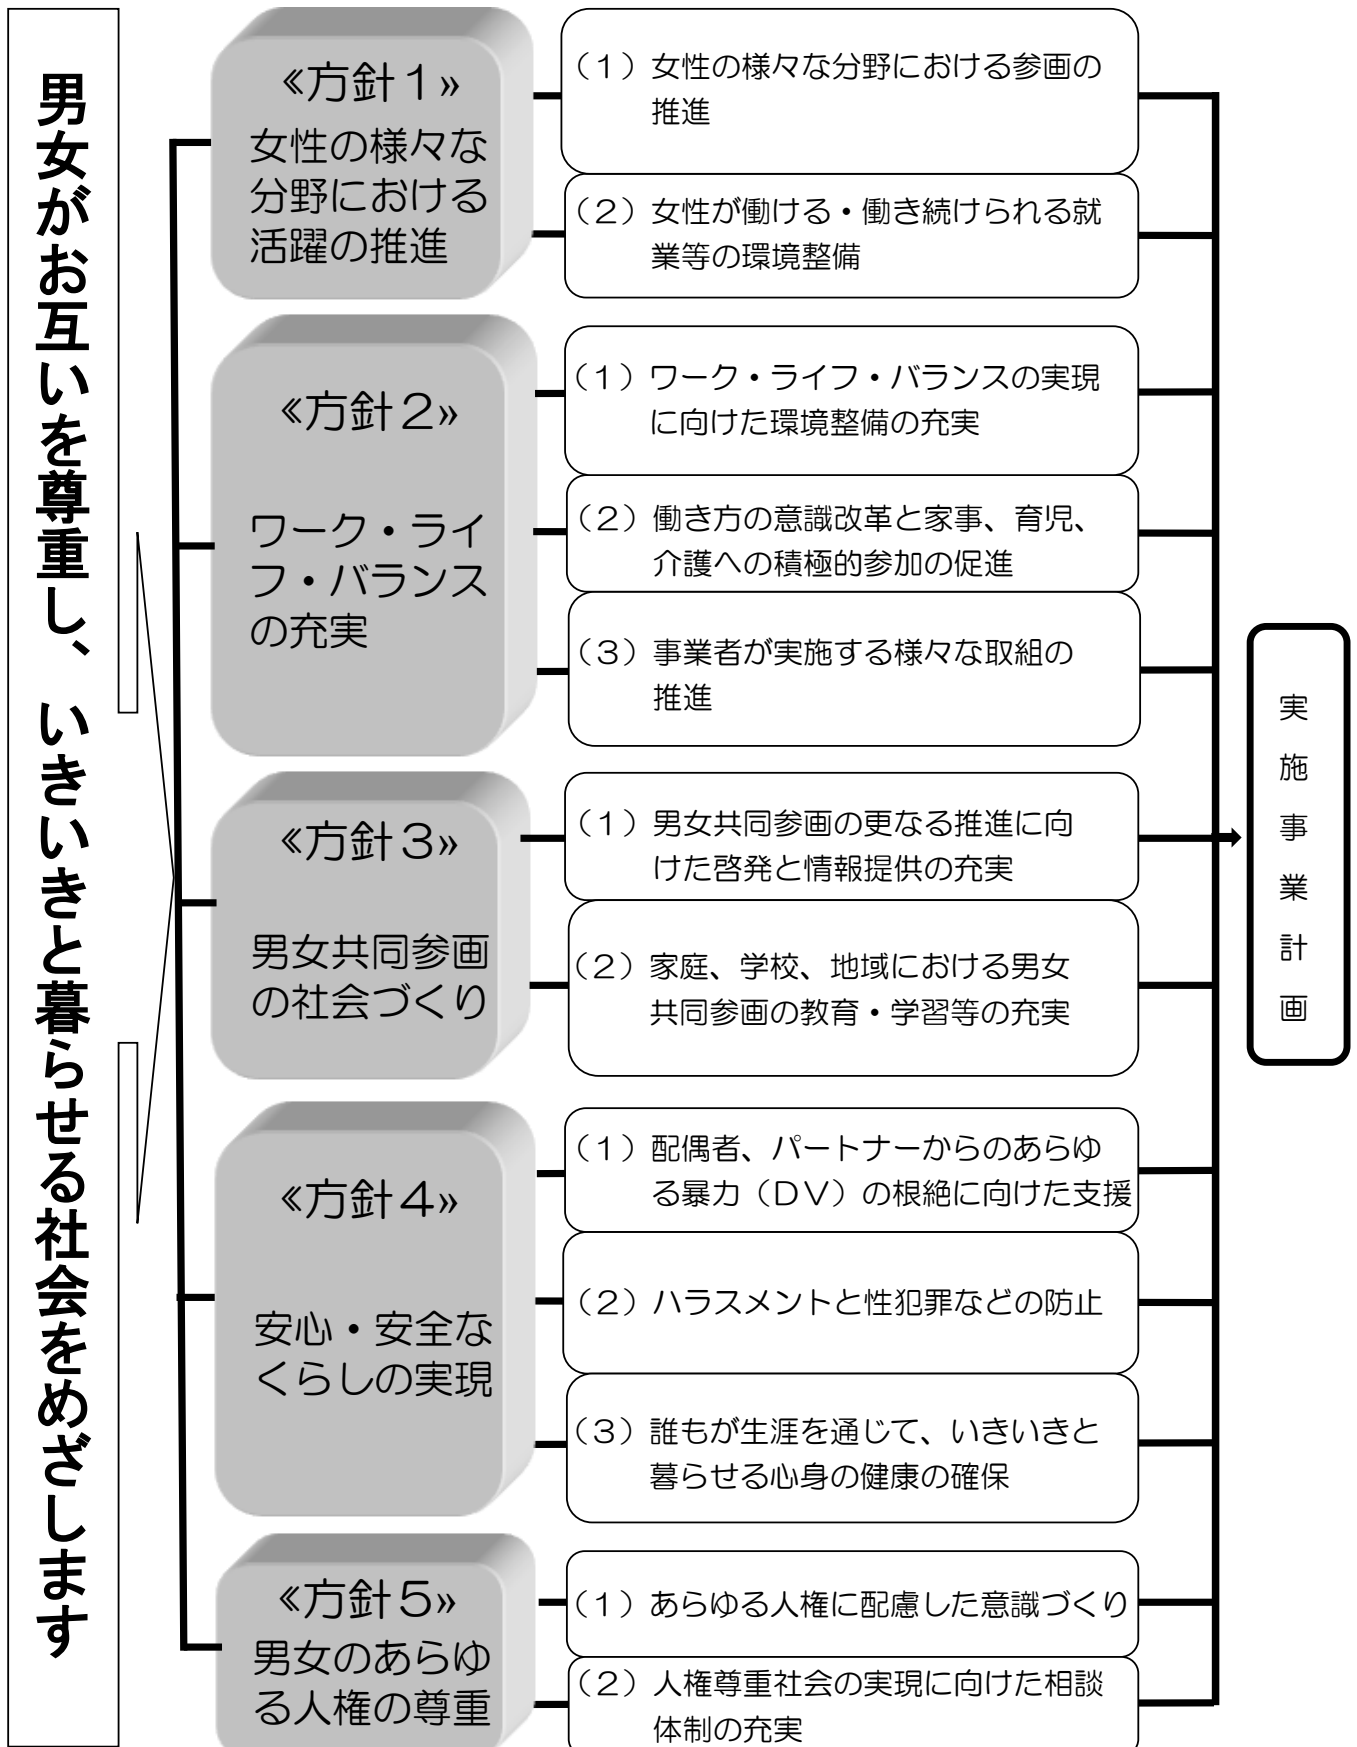 男女がお互いを尊重し、 いきいきと暮らせる社会をめざします
≪方針１≫
女性の様々な
分野における
活躍の推進
（１）女性の様々な分野における参画の
推進
（２）女性が働ける・働き続けられる就
業等の環境整備
≪方針２≫
ワーク・ライ
フ・バランス
の充実
（１）ワーク・ライフ・バランスの実現
に向けた環境整備の充実
（２）働き方の意識改革と家事、育児、
介護への積極的参加の促進
（３）事業者が実施する様々な取組の
推進
≪方針３≫
男女共同参画
の社会づくり
（１）男女共同参画の更なる推進に向
けた啓発と情報提供の充実
（２）家庭、学校、地域における男女
共同参画の教育・学習等の充実
≪方針４≫
安心・安全な
くらしの実現
（１）配偶者、パートナーからのあらゆ
る暴力（ＤＶ）の根絶に向けた支援
（２）ハラスメントと性犯罪などの防止
（３）誰もが生涯を通じて、いきいきと
暮らせる心身の健康の確保
≪方針５≫
男女のあらゆ
る人権の尊重
（１）あらゆる人権に配慮した意識づくり
（２）人権尊重社会の実現に向けた相談
体制の充実
実施事業計画